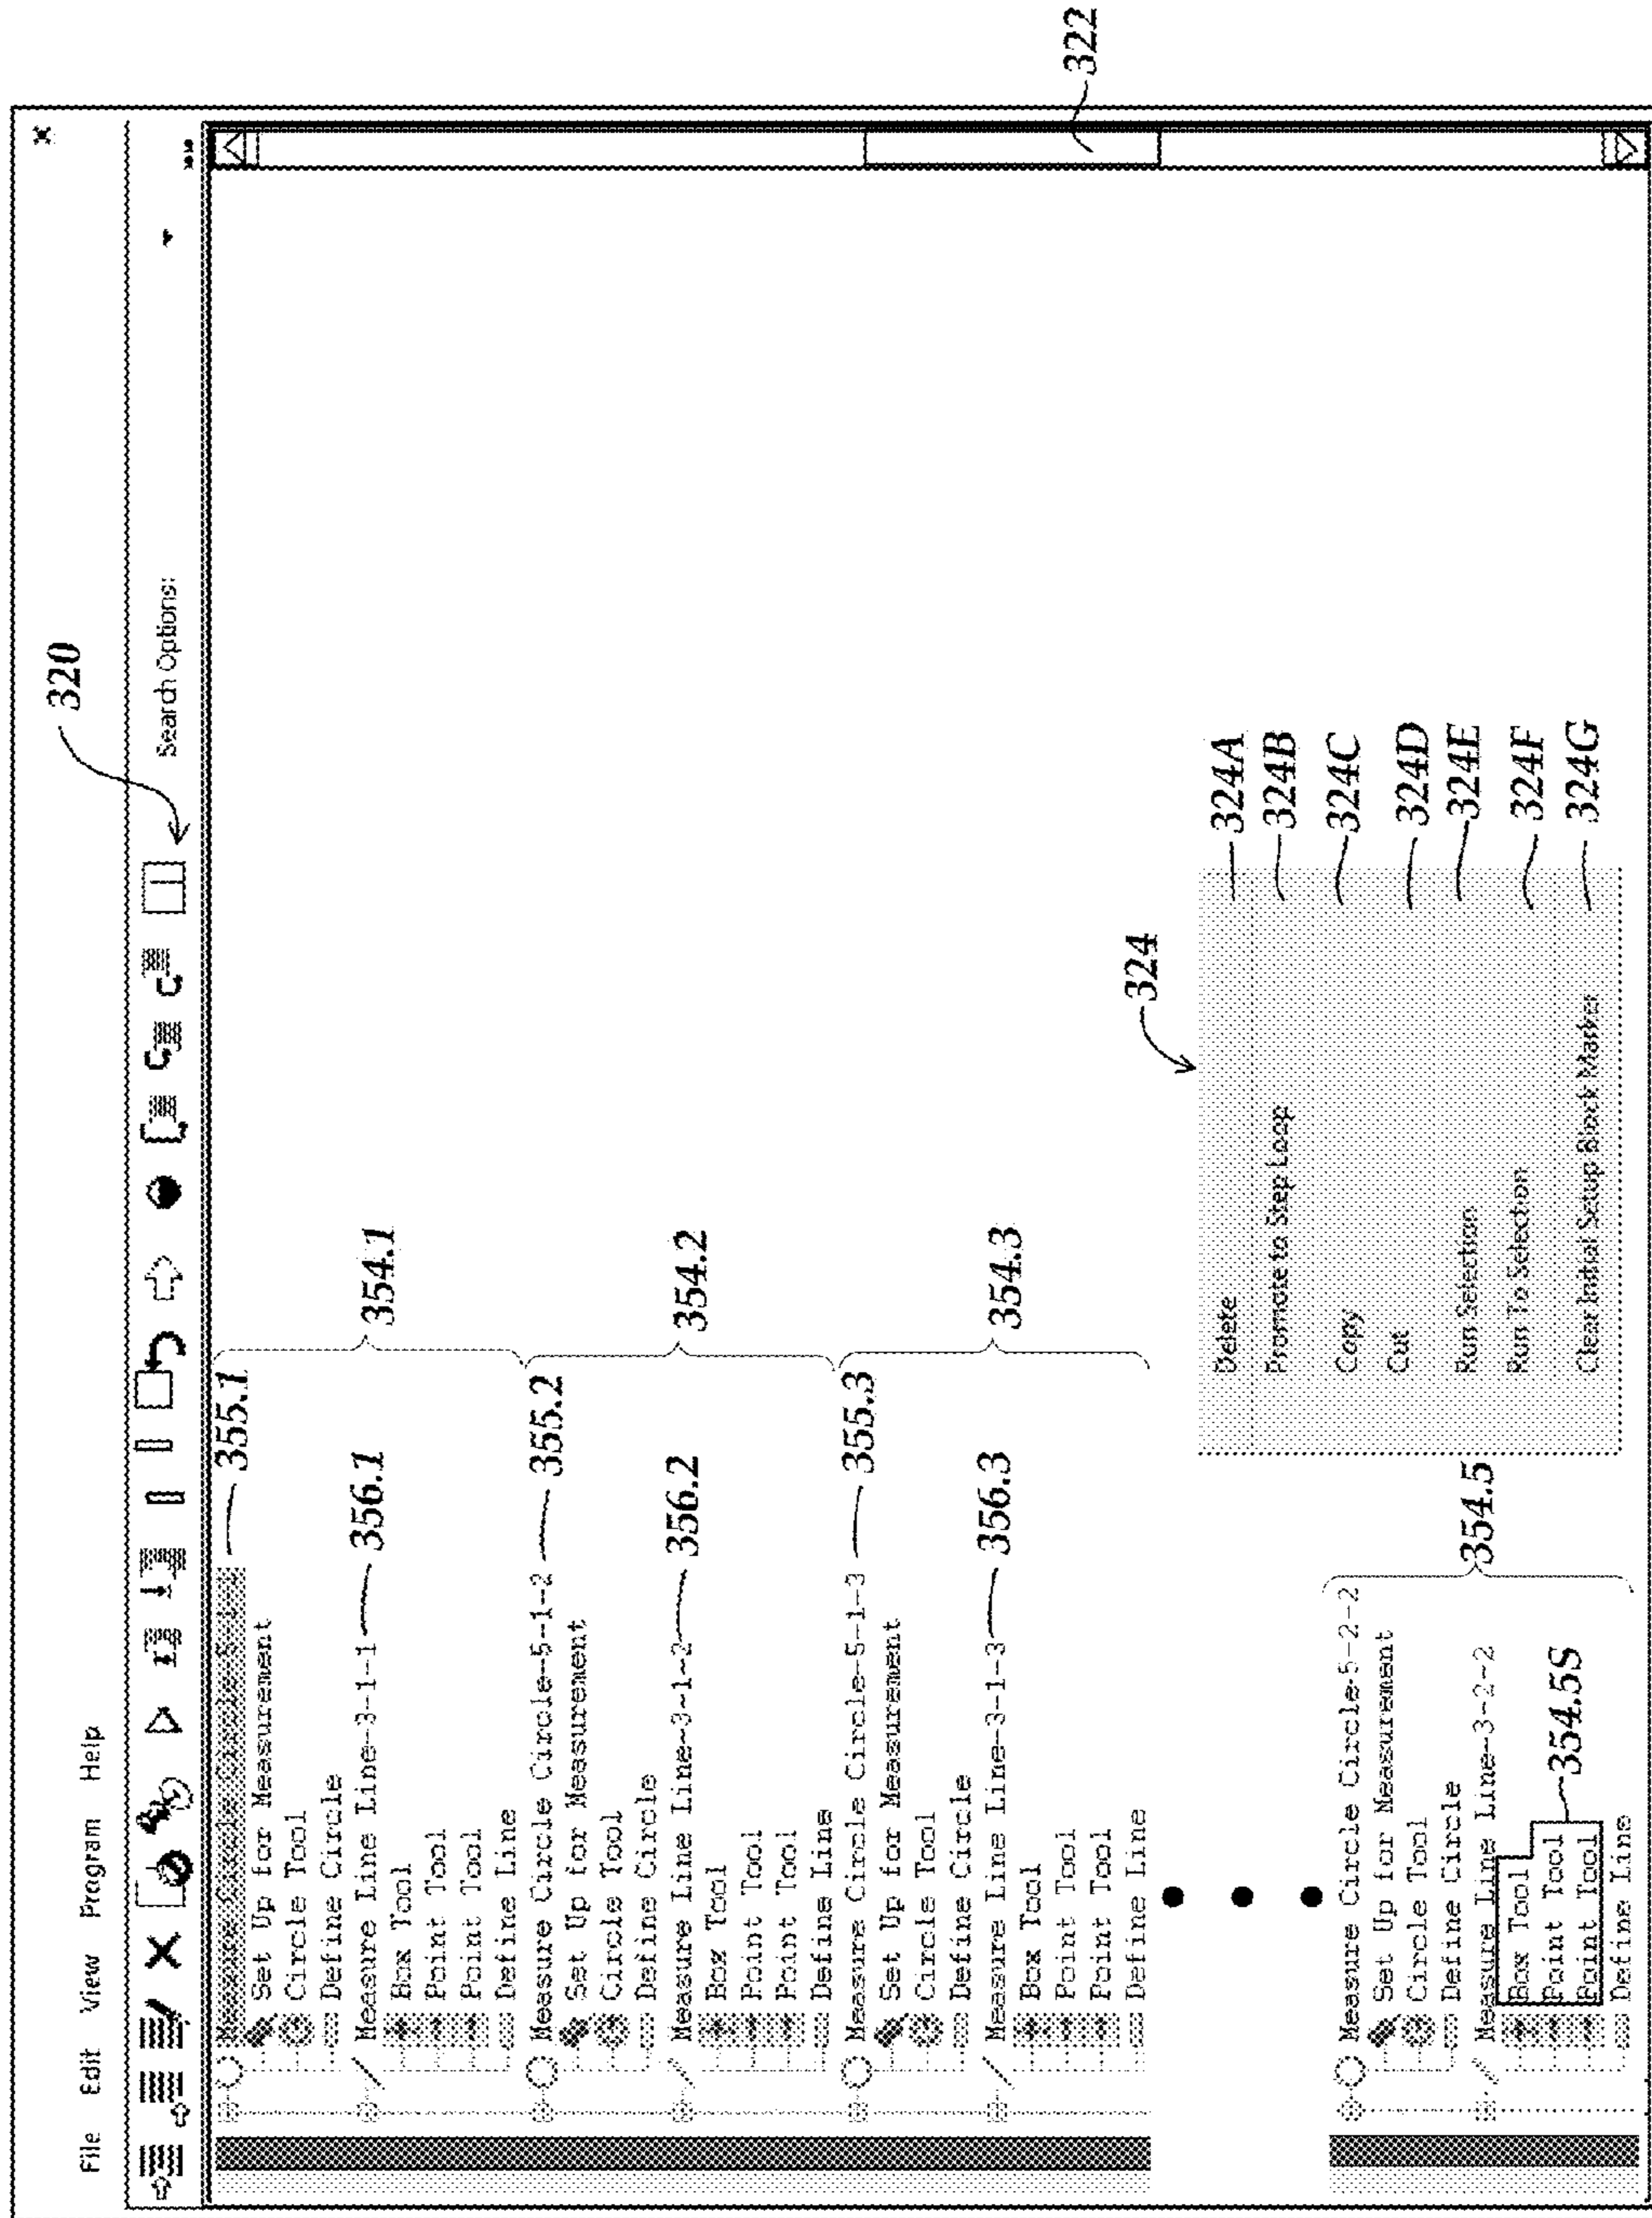 320
File Edit View Program Help
Search Options:
355.1
Set Up for Measurement
Circle Tool
Define Circle
Measure Line Line-3-1-1
356.1
354.1
Box Tool
Point Tool
Point Tool
Define Line
Measure Circle Circle-5-1-2
355.2
Set Up for Measurement
Circle Tool
Define Circle
354.2
Measure Line Line-3-1-2
356.2
Box Tool
Point Tool
Point Tool
Define Line
Measure Circle Circle-5-1-3
355.3
Set Up for Measurement
Circle Tool
Define Circle
Measure Line Line-3-1-3
356.3
354.3
Box Tool
Point Tool
Point Tool
Define Line
322
324
Delete
324A
Promote to Step Loop
324B
Copy
324C
Cut
324D
Run Selection
324E
Run To Selection
324F
Clear Initial Setup Block Marker
324G
Measure Circle Circle-5-2-2
Set Up for Measurement
Circle Tool
Define Circle
354.5
Measure Line Line-3-2-2
Box Tool
Point Tool
354.5S
Point Tool
Define Line